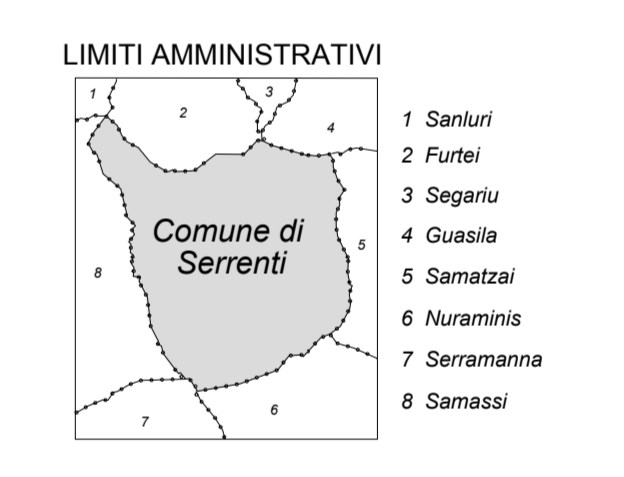 LIMITI AMMINISTRATIVI
1
2
3
4
Comune di
Serrenti
5
8
7
6
1 Sanluri
2 Furtei
3 Segariu
4 Guasila
5 Samatzai
6 Nuraminis
7 Serramanna
8 Samassi